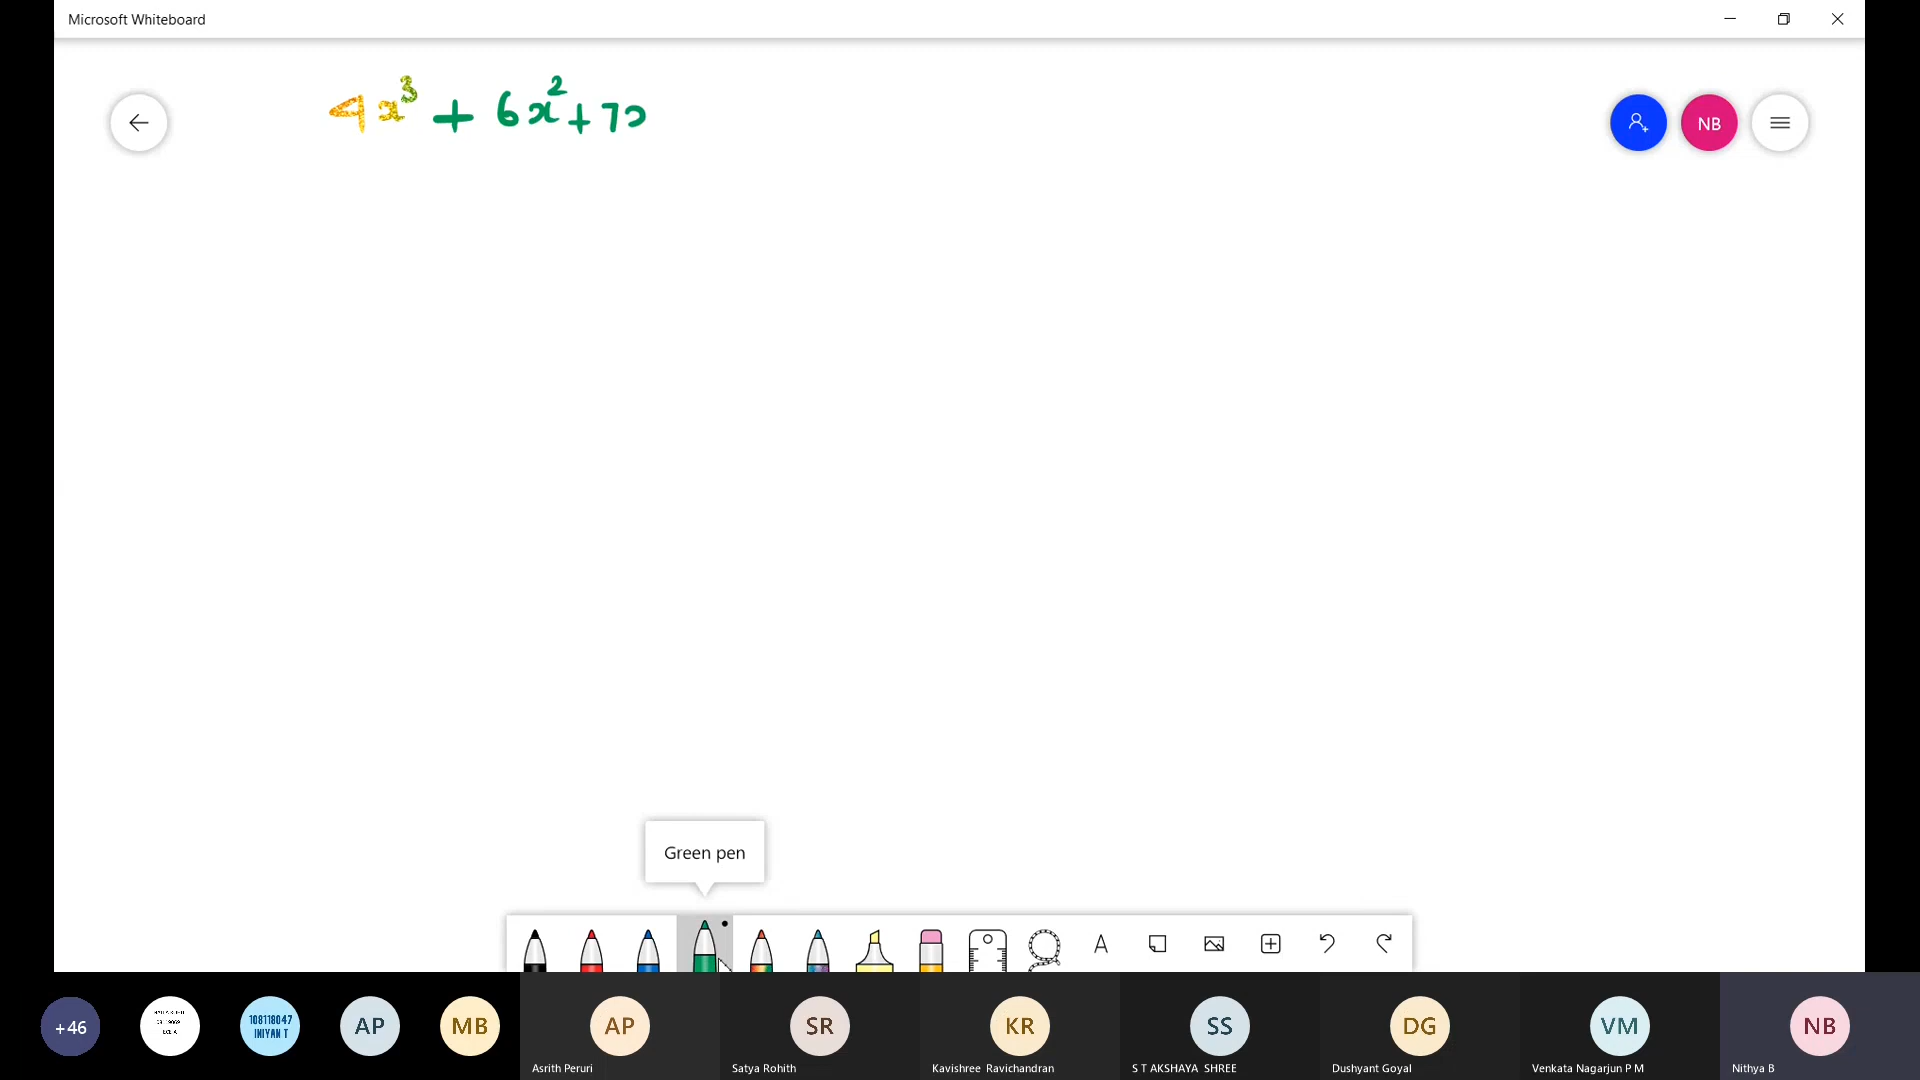 Microsoft Whiteboard
4x³ + 6x² + 7
NB
Green pen
+46
108118047
INIYAN T
AP
MB
AP
SR
KR
SS
DG
VM
NB
Asrith Peruri
Satya Rohith
Kavishree Ravichandran
S T AKSHAYA SHREE
Dushyant Goyal
Venkata Nagarjun P M
Nithya B